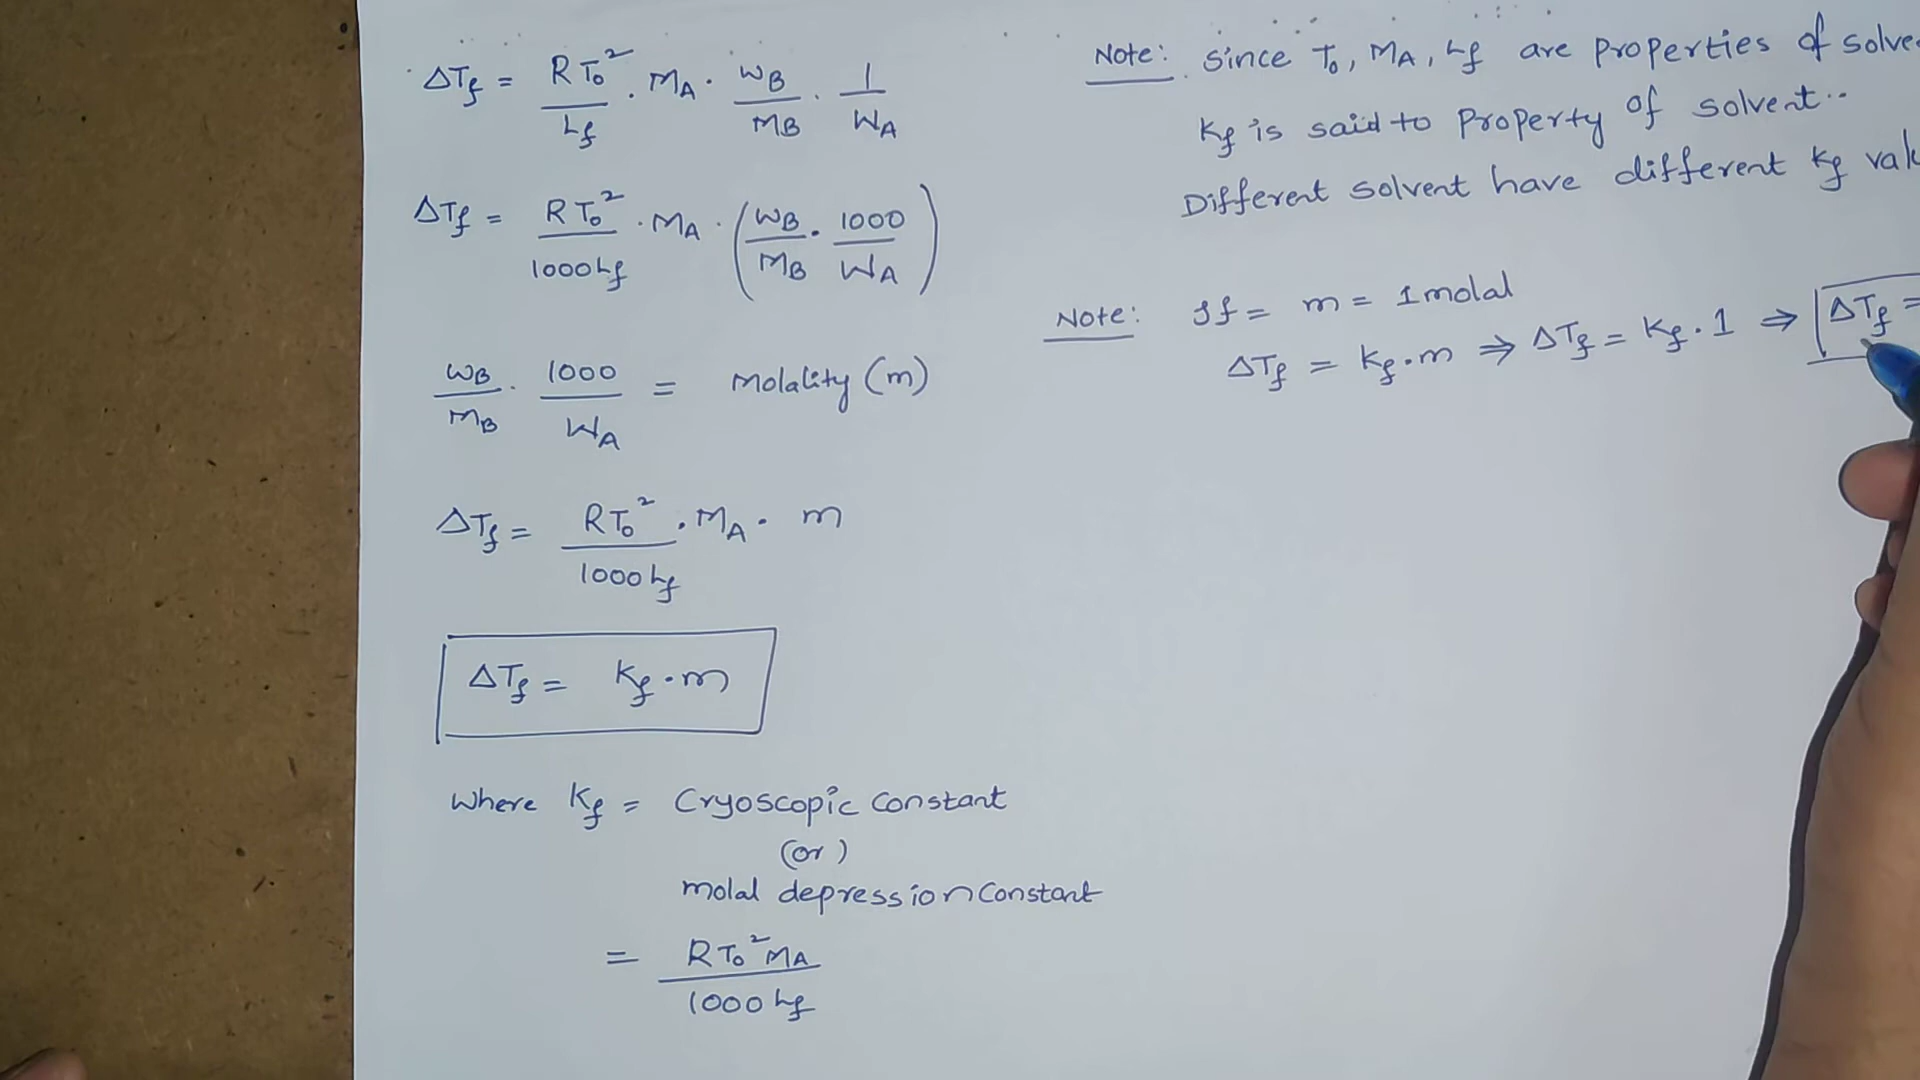 ΔTf = RT₀²/Lf · MA · WB/MB · 1/WA
ΔTf = RT₀²/1000Lf · MA · (WB/MB · 1000/WA)
WB/MB · 1000/WA = Molality (m)
ΔTf = RT₀²/1000Lf · MA · m
ΔTf = Kf · m
Where Kf = Cryoscopic Constant
(or)
molal depression Constant
= RT₀²MA/1000Lf
Note: Since T₀, MA, Lf are properties of
Kf is said to Property of solvent..
Different solvent have different Kf
Note: If = m = 1 molal
ΔTf = Kf · m ⇒ ΔTf = Kf · 1 ⇒ ΔTf =